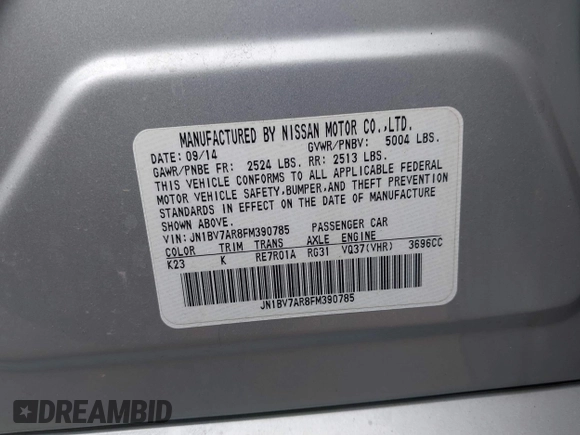 MANUFACTURED BY NISSAN MOTOR CO.,LTD.
DATE: 09/14 GVWR/PNBV: 5004 LBS.
GAWR/PNBE FR: 2524 LBS. RR: 2513 LBS.
THIS VEHICLE CONFORMS TO ALL APPLICABLE FEDERAL
MOTOR VEHICLE SAFETY,BUMPER,AND THEFT PREVENTION
STANDARDS IN EFFECT ON THE DATE OF MANUFACTURE
SHOWN ABOVE.
VIN: JN1BV7AR8FM390785 PASSENGER CAR
COLOR TRIM TRANS AXLE ENGINE
K23 K RE7R01A RG31 VQ37(VHR) 3696CC
JN1BV7AR8FM390785
DREAMBID